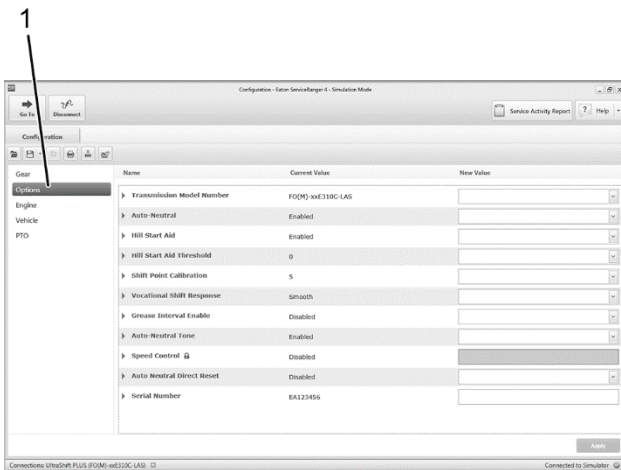 1
Configuration - Eaton ServiceRanger 4 - Simulation Mode
Go To Disconnect Service Activity Report Help
Configuration
Gear Name Current Value New Value
Options Transmission Model Number FO(M)-xxE310C-LAS
Engine Auto-Neutral Enabled
Vehicle Hill Start Aid Enabled
PTO Hill Start Aid Threshold 0
Shift Point Calibration 5
Vocational Shift Response Smooth
Grease Interval Enable Disabled
Auto-Neutral Tone Enabled
Speed Control Disabled
Auto Neutral Direct Reset Disabled
Serial Number EA123456
Apply
Connections: UltraShift PLUS (FO(M)-xxE310C-LAS) Connected to Simulator